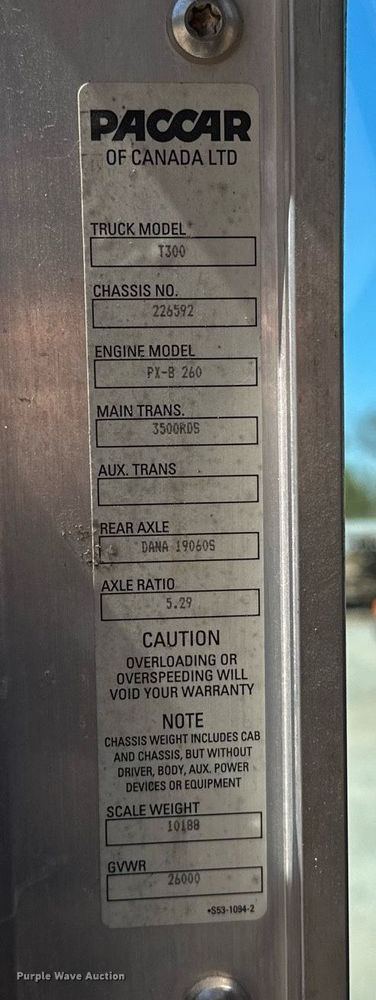 PACCAR
OF CANADA LTD
TRUCK MODEL
T300
CHASSIS NO.
226592
ENGINE MODEL
PX-B 260
MAIN TRANS.
3500RDS
AUX. TRANS
REAR AXLE
DANA 19060S
AXLE RATIO
5.29
CAUTION
OVERLOADING OR
OVERSPEEDING WILL
VOID YOUR WARRANTY
NOTE
CHASSIS WEIGHT INCLUDES CAB
AND CHASSIS, BUT WITHOUT
DRIVER, BODY, AUX. POWER
DEVICES OR EQUIPMENT
SCALE WEIGHT
10188
GVWR
26000
•S53-1094-2
Purple Wave Auction